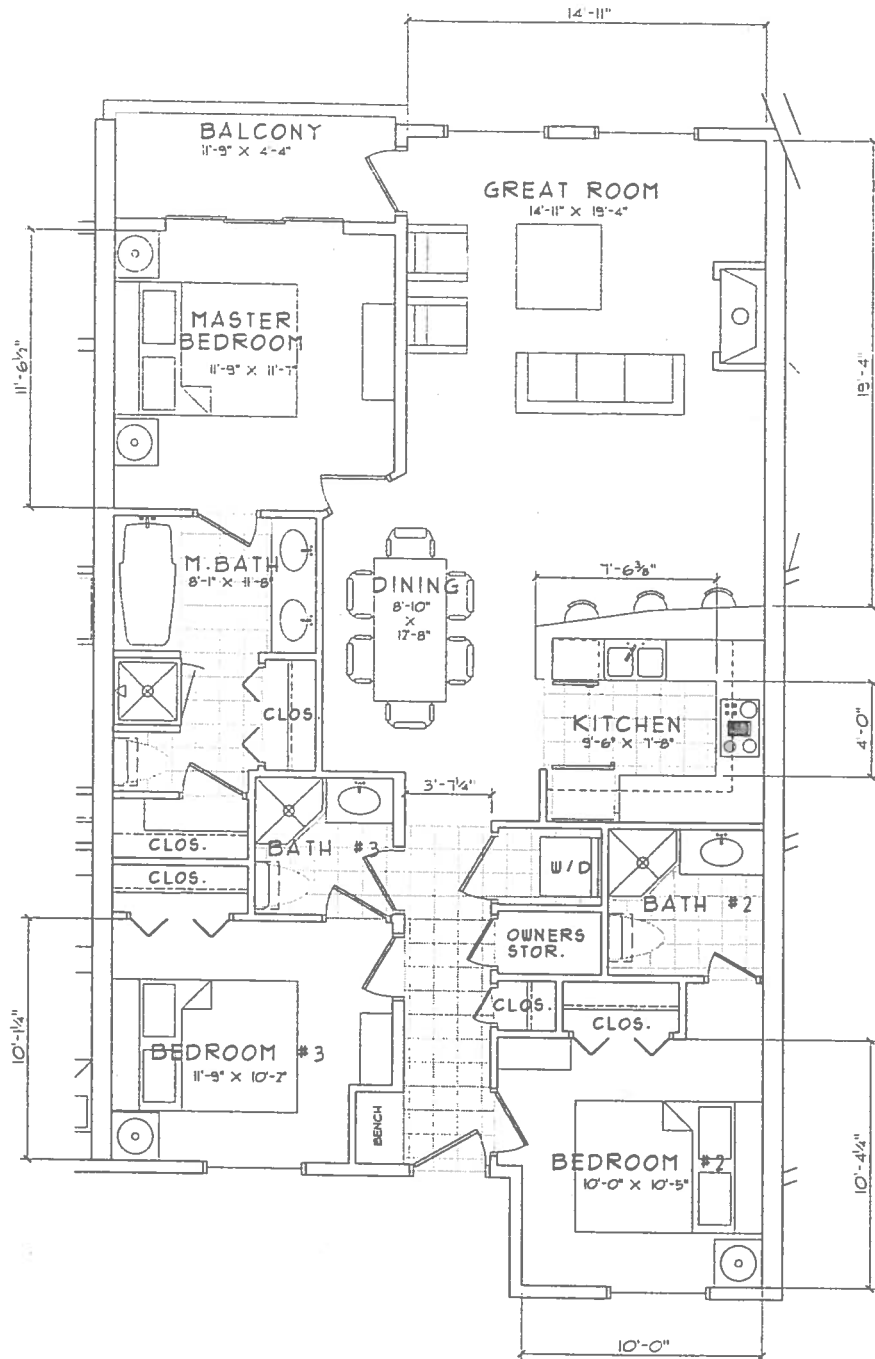 14'-11"
BALCONY
11'-9" X 4'-4"
GREAT ROOM
14'-11" X 19'-4"
MASTER
BEDROOM
11'-9" X 11'-7"
11'-6½"
19'-4"
M.BATH
8'-1" X 11'-8"
DINING
8'-10"
X
12'-8"
7'-6⅜"
CLOS.
KITCHEN
9'-6" X 7'-8"
4'-0"
3'-7¼"
CLOS.
CLOS.
BATH #3
W/D
BATH #2
OWNERS
STOR.
CLOS.
CLOS.
10'-1¼"
BEDROOM #3
11'-9" X 10'-2"
BENCH
BEDROOM #2
10'-0" X 10'-5"
10'-4¼"
10'-0"